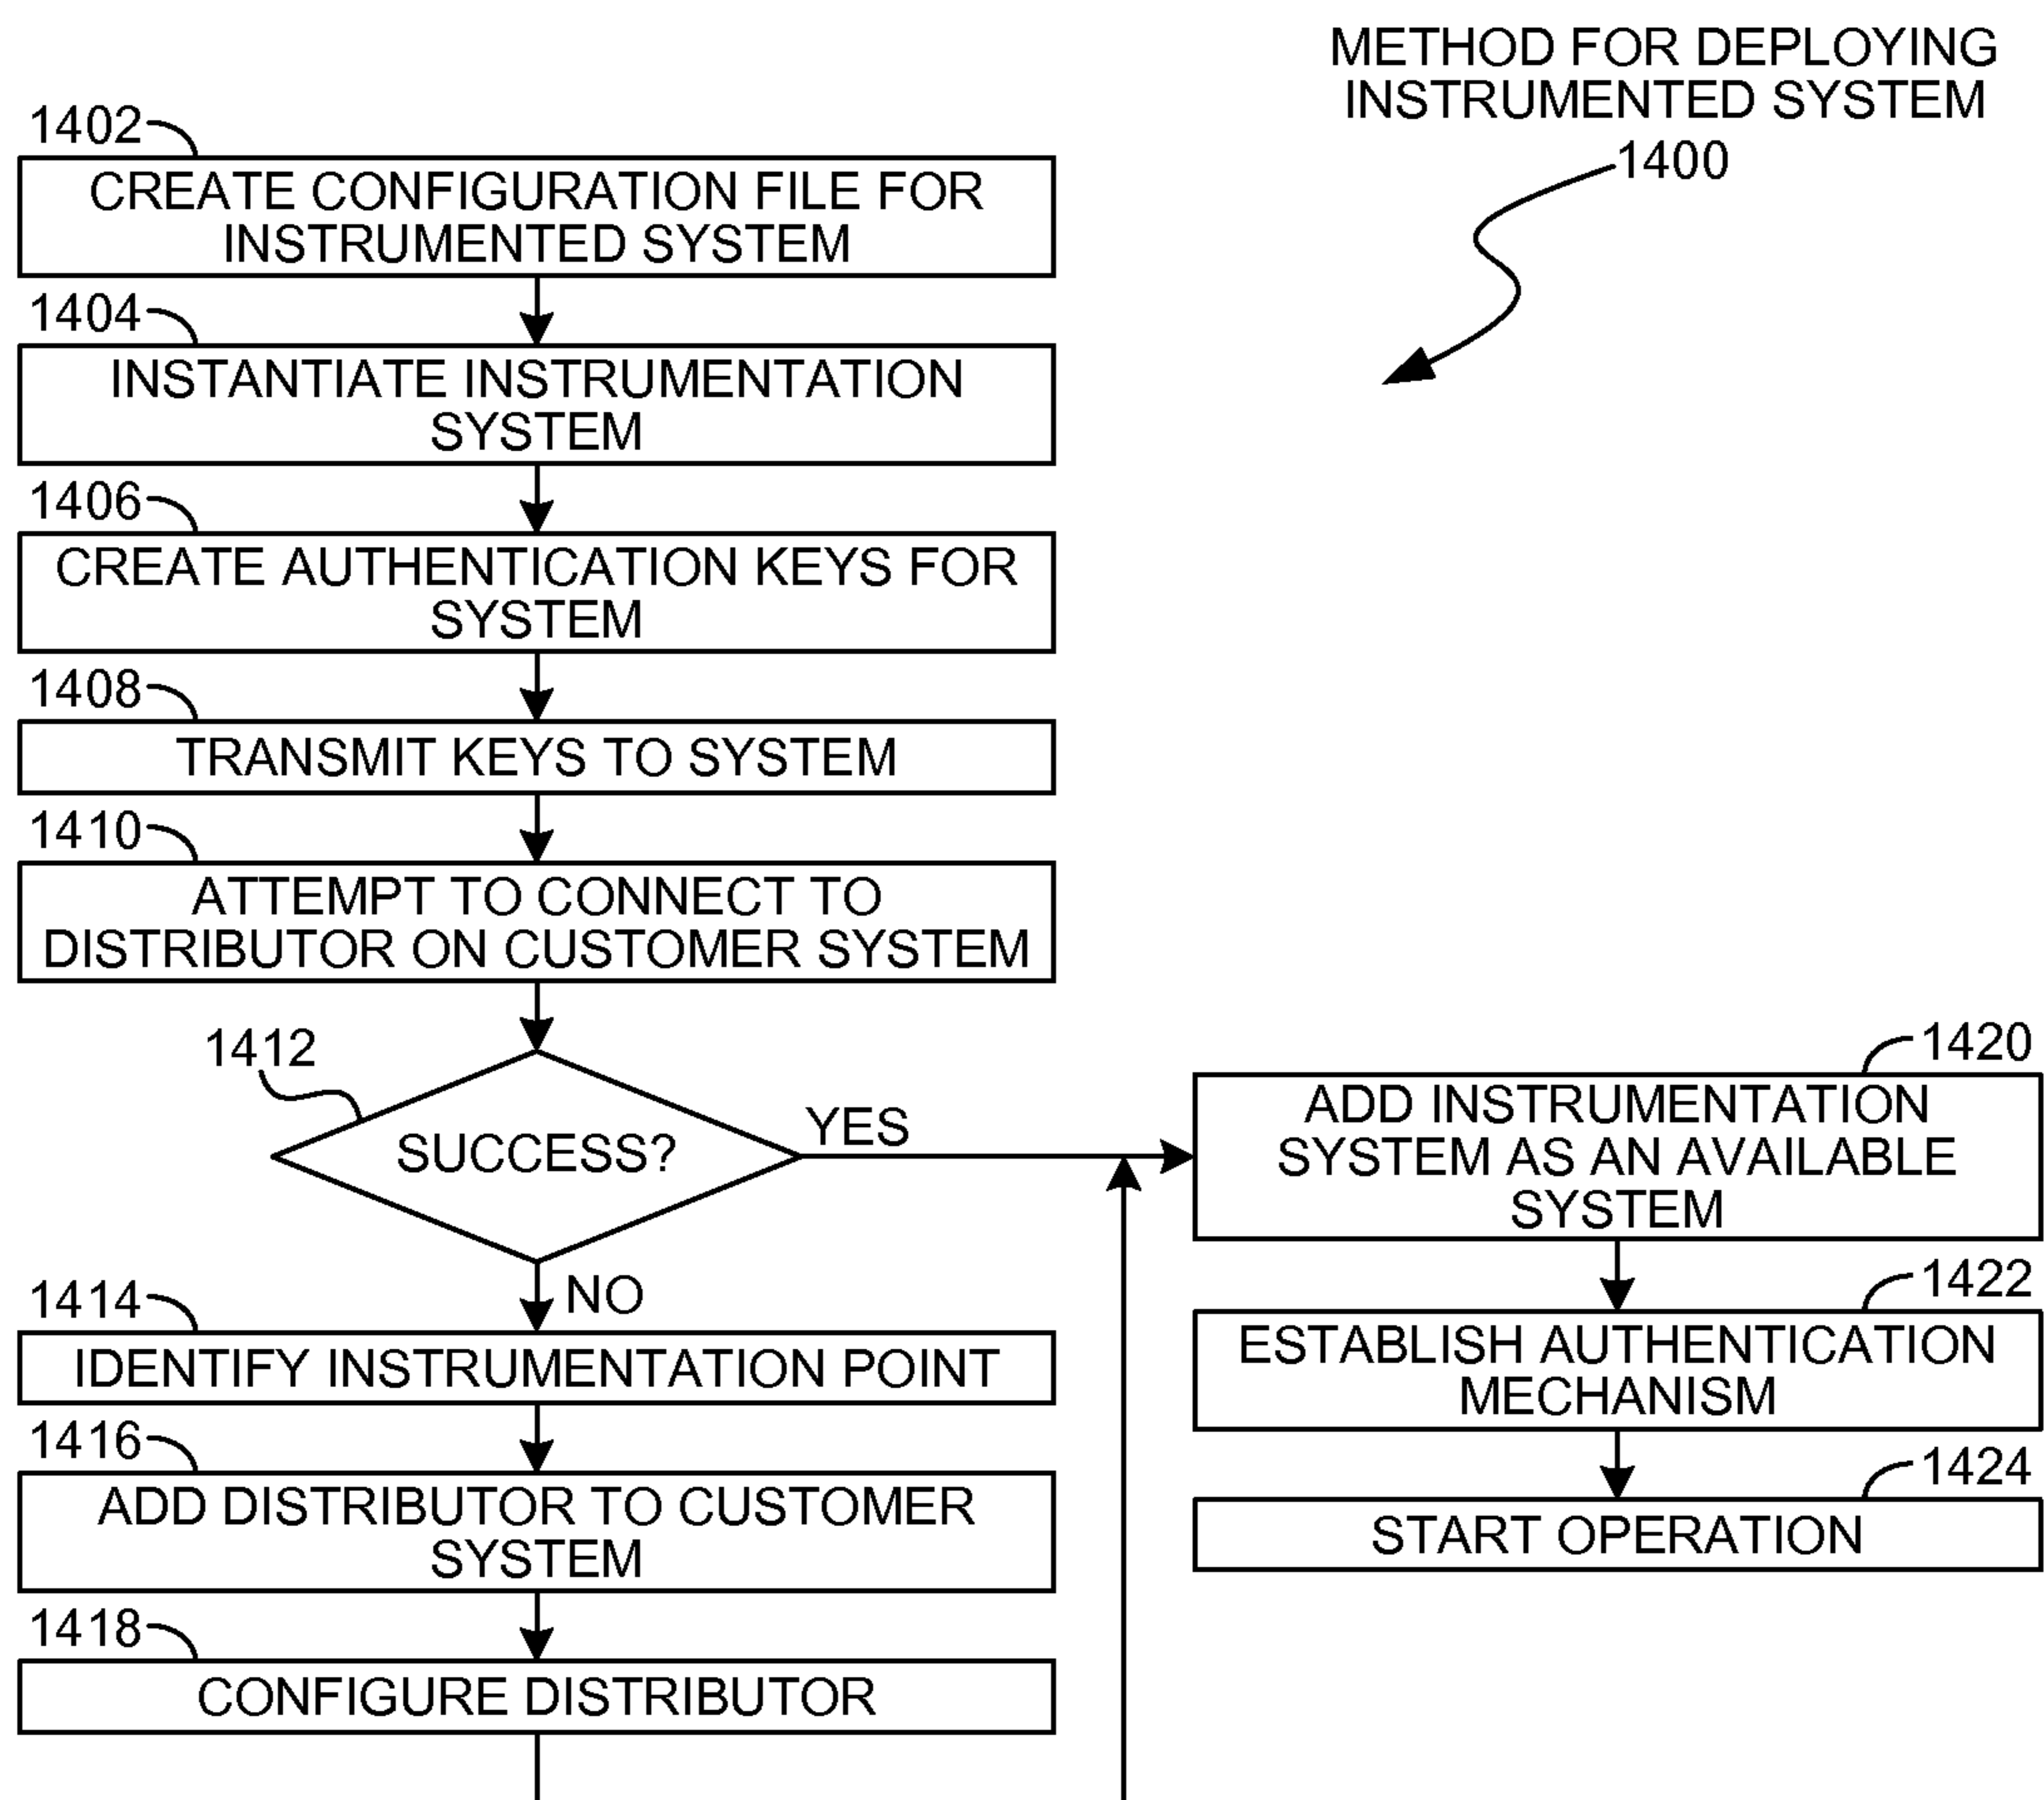 METHOD FOR DEPLOYING
INSTRUMENTED SYSTEM
1400
1402
CREATE CONFIGURATION FILE FOR
INSTRUMENTED SYSTEM
1404
INSTANTIATE INSTRUMENTATION
SYSTEM
1406
CREATE AUTHENTICATION KEYS FOR
SYSTEM
1408
TRANSMIT KEYS TO SYSTEM
1410
ATTEMPT TO CONNECT TO
DISTRIBUTOR ON CUSTOMER SYSTEM
1412
SUCCESS?
YES
NO
1414
IDENTIFY INSTRUMENTATION POINT
1416
ADD DISTRIBUTOR TO CUSTOMER
SYSTEM
1418
CONFIGURE DISTRIBUTOR
1420
ADD INSTRUMENTATION
SYSTEM AS AN AVAILABLE
SYSTEM
1422
ESTABLISH AUTHENTICATION
MECHANISM
1424
START OPERATION